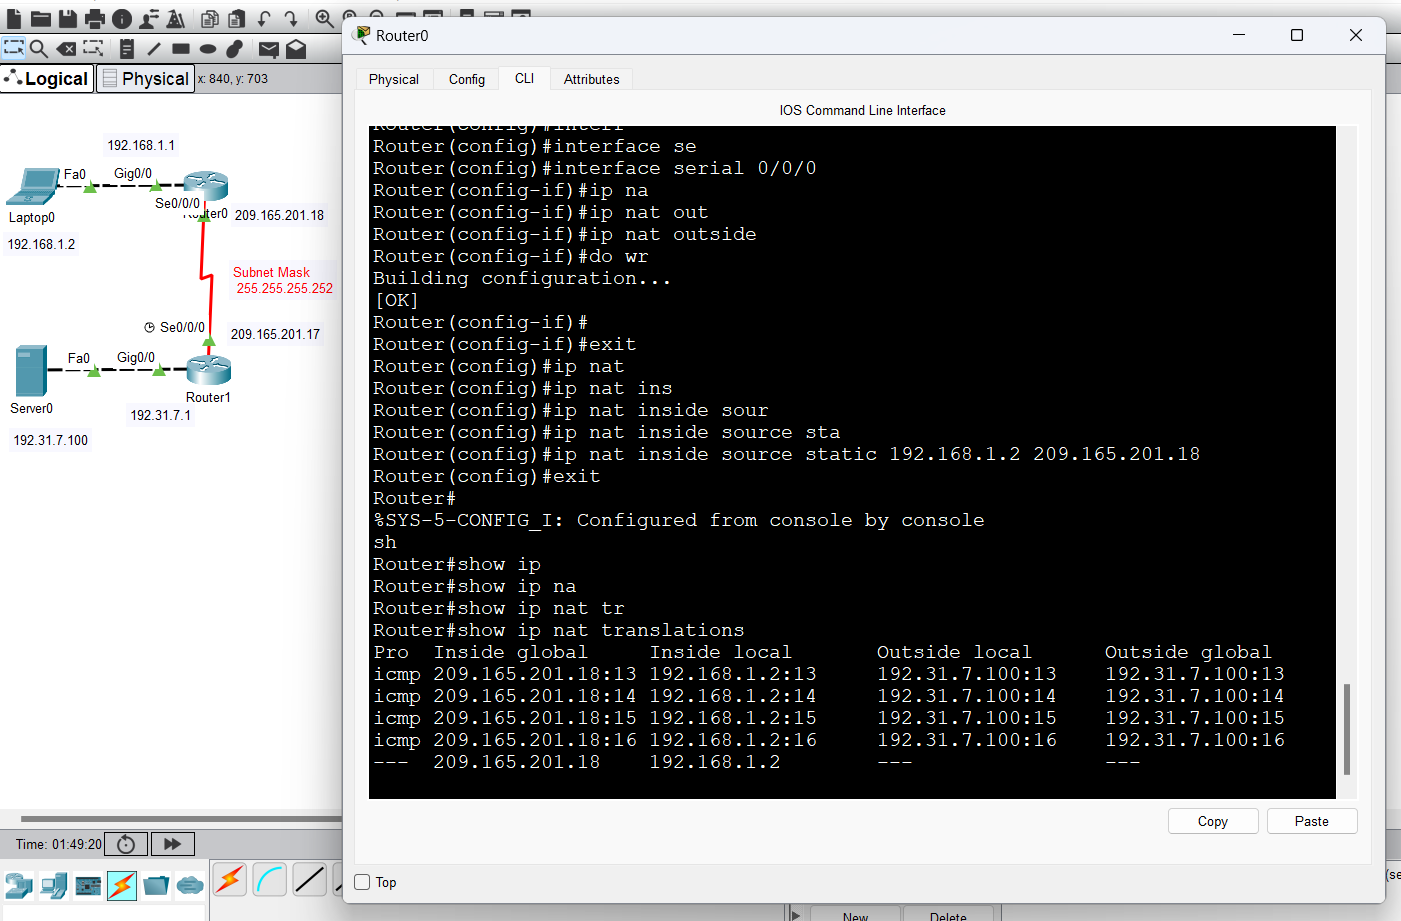 Router0
Logical
Physical
x: 840, y: 703
Physical
Config
CLI
Attributes
IOS Command Line Interface
192.168.1.1
Fa0
Gig0/0
Se0/0/0
Laptop0
209.165.201.18
192.168.1.2
Subnet Mask
255.255.255.252
Se0/0/0
209.165.201.17
Fa0
Gig0/0
Router1
Server0
192.31.7.1
192.31.7.100
Router(config)#interf
Router(config)#interface se
Router(config)#interface serial 0/0/0
Router(config-if)#ip na
Router(config-if)#ip nat out
Router(config-if)#ip nat outside
Router(config-if)#do wr
Building configuration...
[OK]
Router(config-if)#
Router(config-if)#exit
Router(config)#ip nat
Router(config)#ip nat ins
Router(config)#ip nat inside sour
Router(config)#ip nat inside source sta
Router(config)#ip nat inside source static 192.168.1.2 209.165.201.18
Router(config)#exit
Router#
%SYS-5-CONFIG_I: Configured from console by console
sh
Router#show ip
Router#show ip na
Router#show ip nat tr
Router#show ip nat translations
Pro Inside global Inside local Outside local Outside global
icmp 209.165.201.18:13 192.168.1.2:13 192.31.7.100:13 192.31.7.100:13
icmp 209.165.201.18:14 192.168.1.2:14 192.31.7.100:14 192.31.7.100:14
icmp 209.165.201.18:15 192.168.1.2:15 192.31.7.100:15 192.31.7.100:15
icmp 209.165.201.18:16 192.168.1.2:16 192.31.7.100:16 192.31.7.100:16
--- 209.165.201.18 192.168.1.2 --- ---
Copy
Paste
Time: 01:49:20
Top
New
Delete